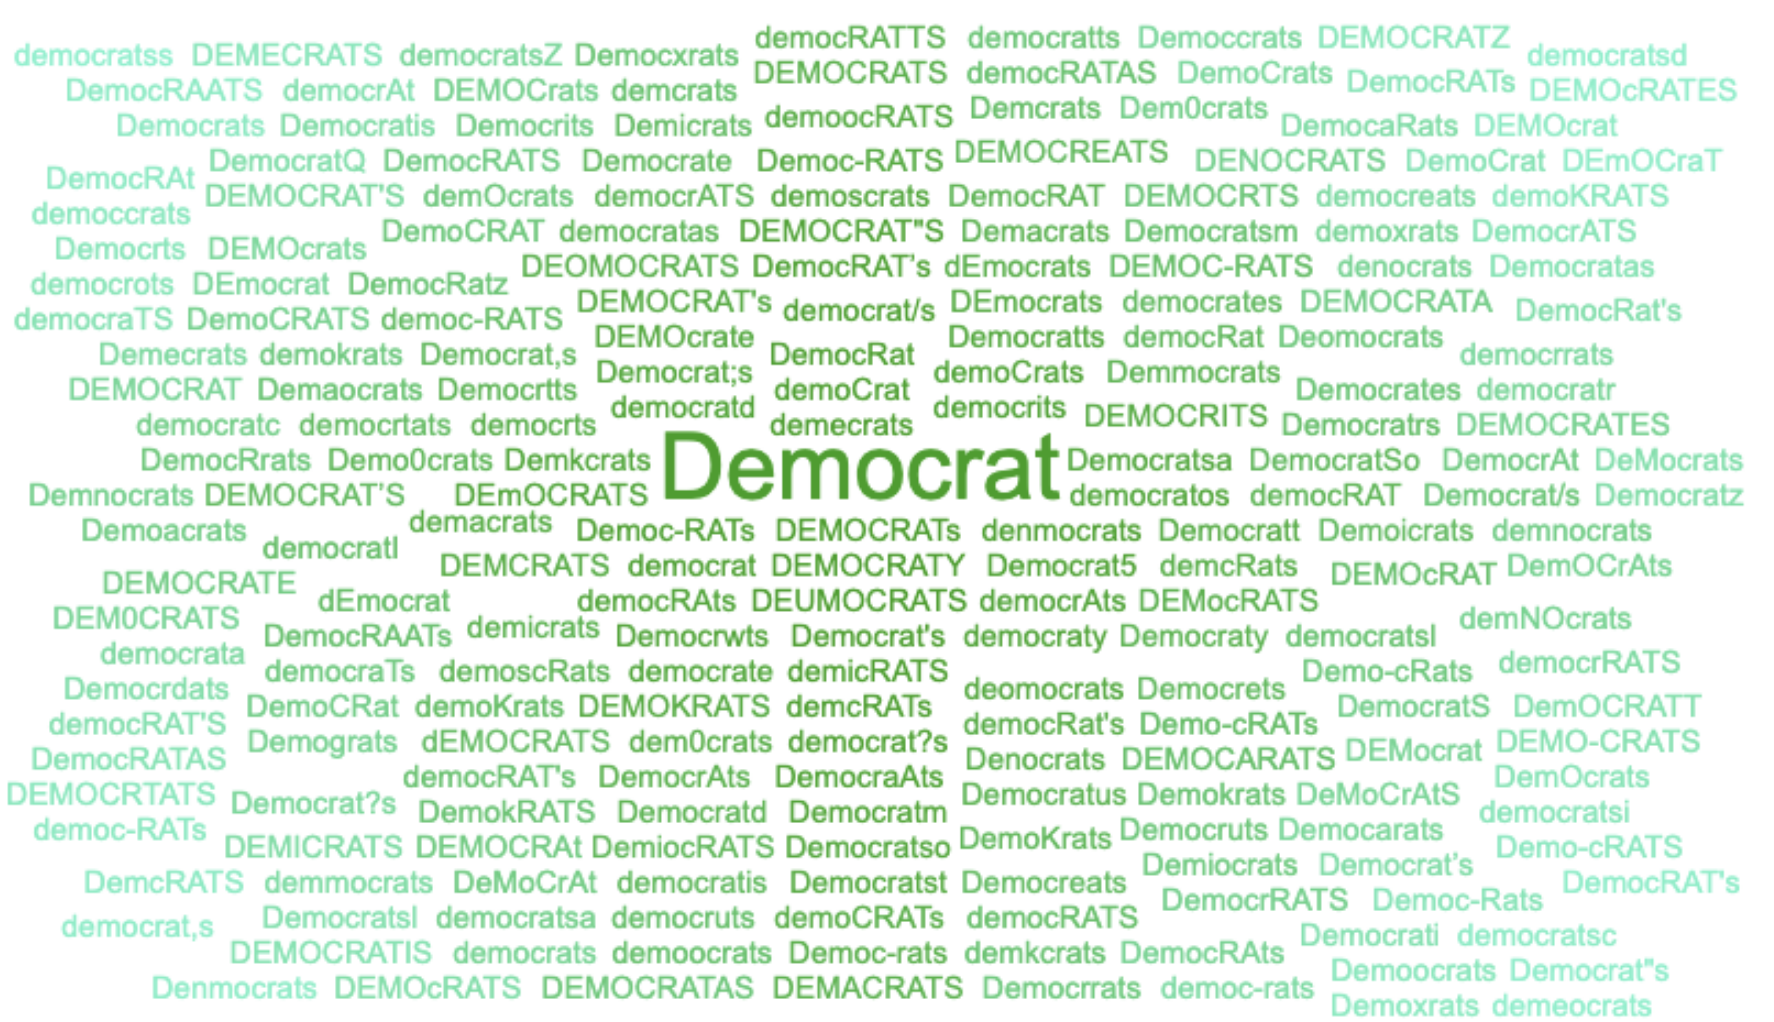 democratss DEMECRATS democratsZ Democxrats democRATTS democratts Democcrats DEMOCRATZ democratsd
DemocRAATS democrAt DEMOCrats demcrats DEMOCRATS democRATAS DemoCrats DemocRATs DEMOcRATES
Democrats Democratis Democrits Demicrats demoocRATS Demcrats Dem0crats DemocaRats DEMOcrat
DemocRAt DemocratQ DemocRATS Democrate Democ-RATS DEMOCREATS DENOCRATS DemoCrat DEmOCraT
democcrats DEMOCRAT'S demOcrats democrATS demoscrats DemocRAT DEMOCRTS democreats demoKRATS
Democrts DEMOcrats DemoCRAT democratas DEMOCRAT"S Demacrats Democratsm demoxrats DemocrATS
democrots DEmocrat DemocRatz DEOMOCRATS DemocRAT’s dEmocrats DEMOC-RATS denocrats Democratas
democraTS DemoCRATS democ-RATS DEMOCRAT's democrat/s DEmocrats democrates DEMOCRATA DemocRat's
Demecrats demokrats Democrat,s DEMOcrate DemocRat Democratts democRat Deomocrats democrrats
DEMOCRAT Demaocrats Democrtts Democrat;s demoCrat demoCrats Demmocrats Democrates democratr
democratc democrtats democrts democratd demecrats democrits DEMOCRITS Democratrs DEMOCRATES
DemocRrats Demo0crats Demkcrats Democrat Democratsa DemocratSo DemocrAt DeMocrats
Demnocrats DEMOCRAT’S DEmOCRATS democratos democRAT Democrat/s Democratz
Demoacrats democratl demacrats Democ-RATs DEMOCRATs denmocrats Democratt Demoicrats demnocrats
DEMOCRATE DEMCRATS democrat DEMOCRATY Democrat5 demcRats DEMOcRAT DemOCrAts
DEM0CRATS dEmocrat democRAts DEUMOCRATS democrAts DEMocRATS demNOcrats
democrata DemocRAATs demicrats Democrwts Democrat's democraty Democraty democratsl
Democrdats democraTs demoscRats democrate demicRATS deomocrats Democrets Demo-cRats democrRATS
democRAT'S DemoCRat demoKrats DEMOKRATS demcRATs democRat's Demo-cRATs DemocratS DemOCRATT
DemocRATAS Demograts dEMOCRATS dem0crats democrat?s Denocrats DEMOCARATS DEMocrat DEMO-CRATS
DEMOCRTATS democRAT's DemocrAts DemocraAts Democratus Demokrats DeMoCrAtS DemOcrats
democ-RATs Democrat?s DemokRATS Democratd Democratm DemoKrats Democruts Democarats democratsi
DEMICRATS DEMOCRAt DemiocRATS Democratso Demiocrats Democrat’s Demo-cRATS
DemcRATS demmocrats DeMoCrAt democratis Democratst Democreats DemocrRATS Democ-Rats DemocRAT's
democrat,s Democratsl democratsa democruts demoCRATs democRATS Democrati democratsc
DEMOCRATIS democrats demoocrats Democ-rats demkcrats DemocRAts Demoocrats Democrat"s
Denmocrats DEMOcRATS DEMOCRATAS DEMACRATS Democrrats democ-rats Demoxrats demeocrats